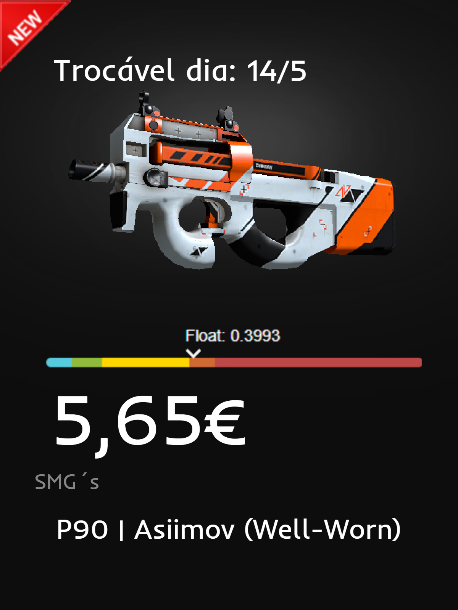 NEW
Trocável dia: 14/5
Float: 0.3993
5,65€
SMG´s
P90 | Asiimov (Well-Worn)